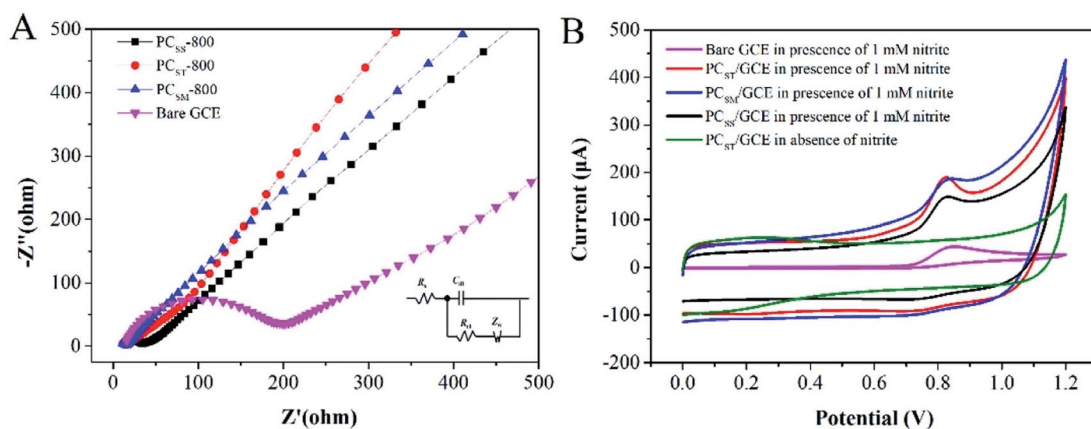 A
500
400
300
200
100
0
-Z"(ohm)
PC_SS-800
PC_ST-800
PC_SM-800
Bare GCE
R_s
C_dl
R_ct
Z_w
0
100
200
300
400
500
Z'(ohm)
B
500
400
300
200
100
0
-100
-200
Current (μA)
Bare GCE in prescence of 1 mM nitrite
PC_ST/GCE in prescence of 1 mM nitrite
PC_SM/GCE in prescence of 1 mM nitrite
PC_SS/GCE in prescence of 1 mM nitrite
PC_ST/GCE in absence of nitrite
0.0
0.2
0.4
0.6
0.8
1.0
1.2
Potential (V)